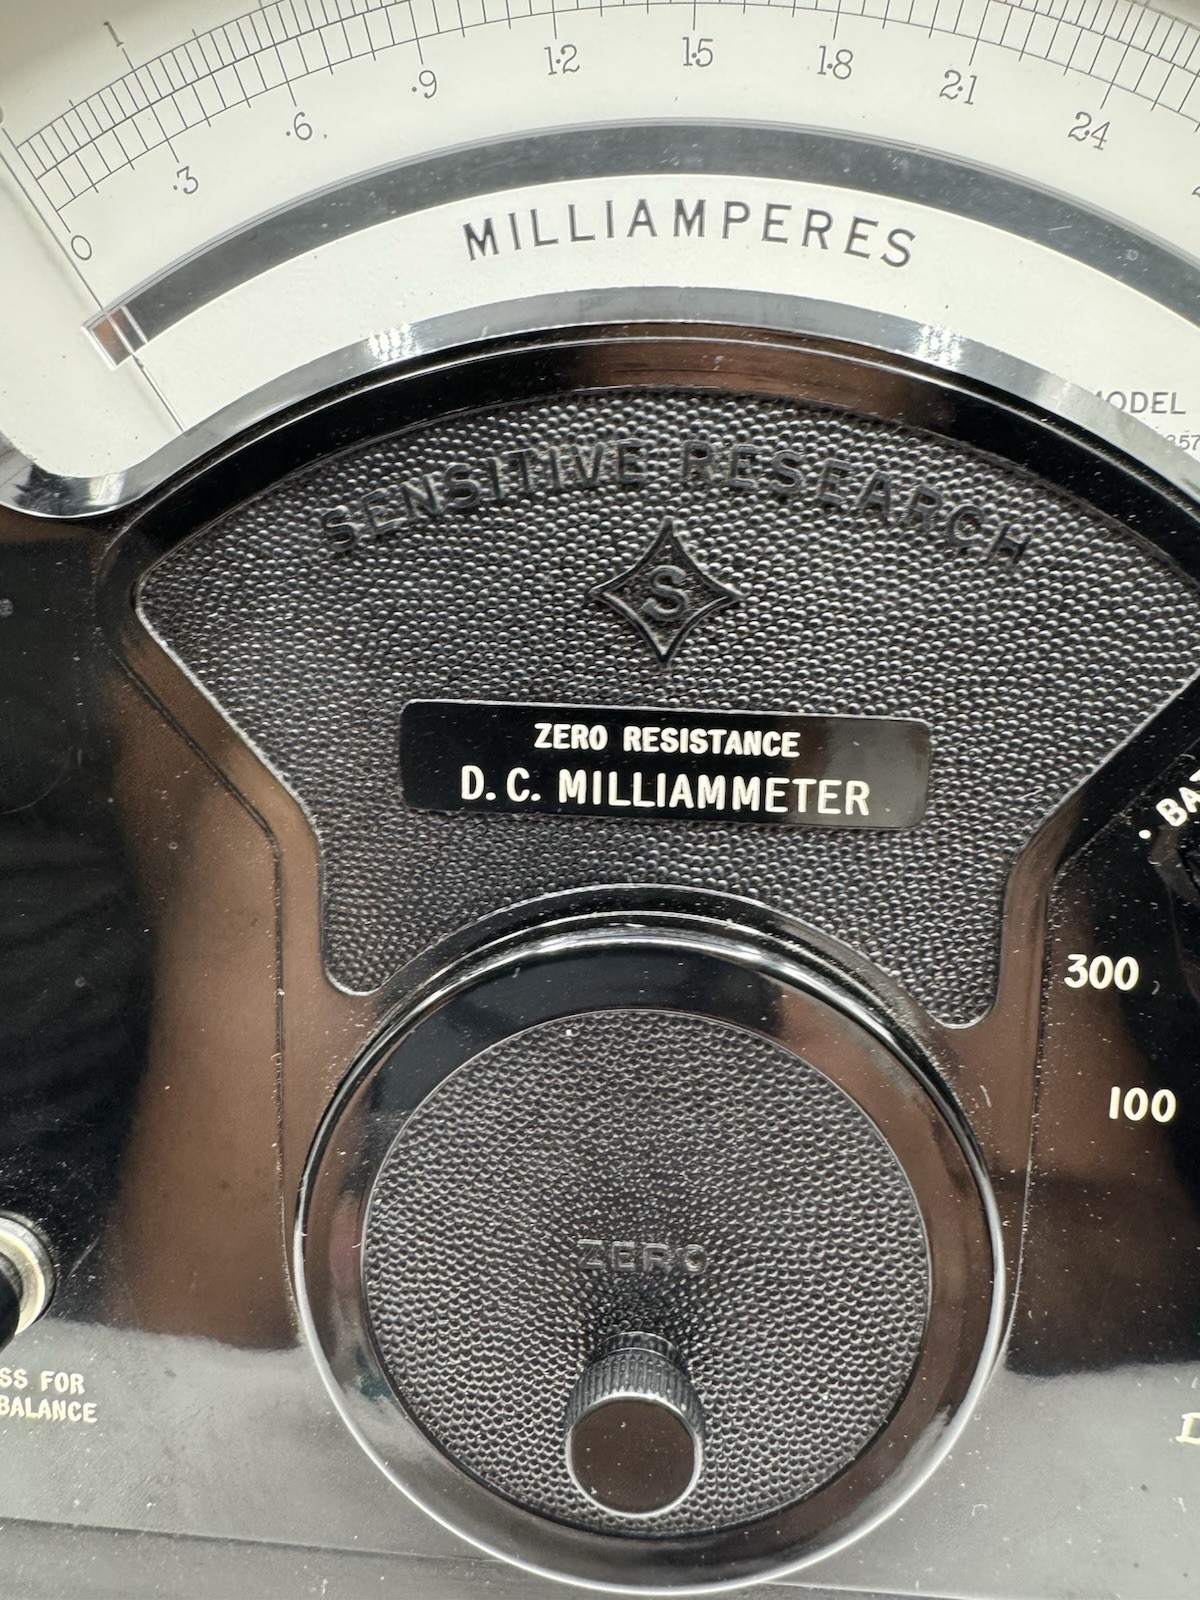 1
0 .3 .6 .9 1.2 1.5 1.8 2.1 2.4
MILLIAMPERES
MODEL
SENSITIVE RESEARCH
S
ZERO RESISTANCE
D.C. MILLIAMMETER
300
100
ZERO
FOR
BALANCE